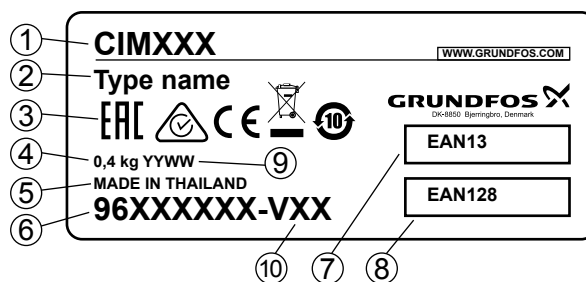 ① CIMXXX
WWW.GRUNDFOS.COM
② Type name
③ EAC CE 10
GRUNDFOS
DK-8850 Bjerringbro, Denmark
④ 0,4 kg YYWW ⑨
EAN13
⑤ MADE IN THAILAND
⑥ 96XXXXXX-VXX
EAN128
⑩ ⑦ ⑧